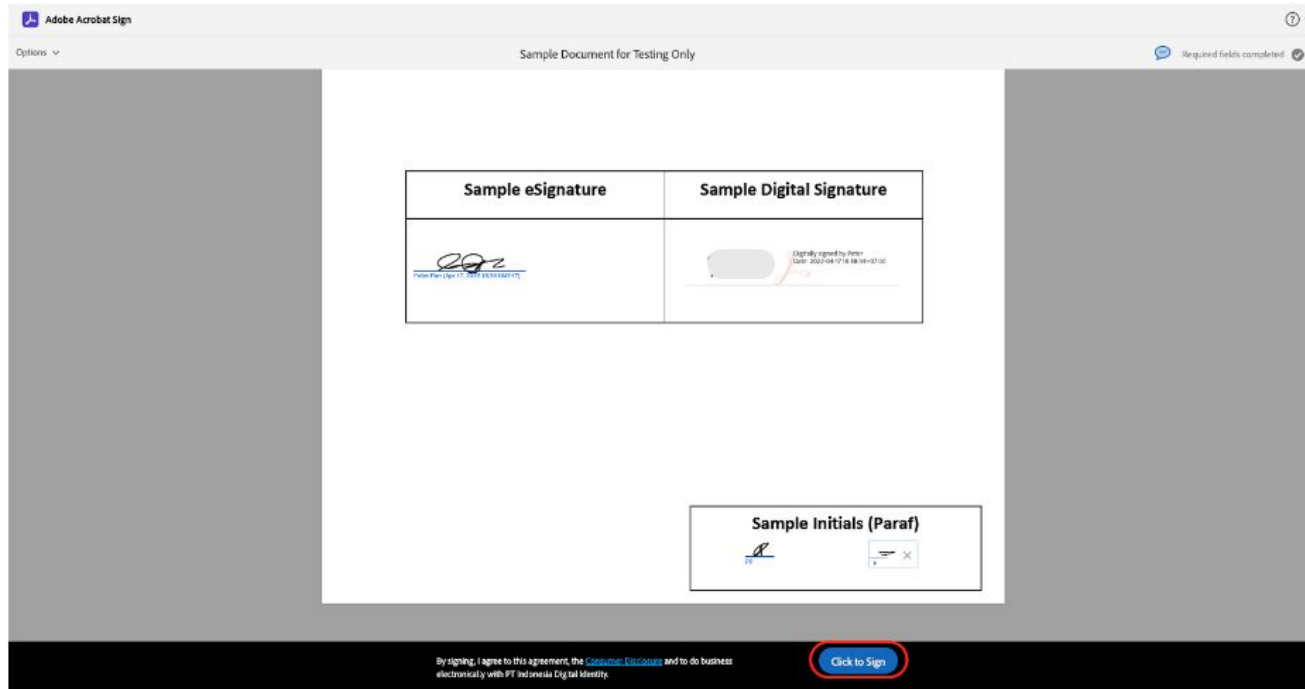 Adobe Acrobat Sign
Options
Sample Document for Testing Only
Required fields completed
Sample eSignature
Sample Digital Signature
Digitally signed by Peter
Sample Initials (Paraf)
PP
By signing, I agree to this agreement, the Consumer Disclosure and to do business
electronically with PT Indonesia Digital Identity.
Click to Sign